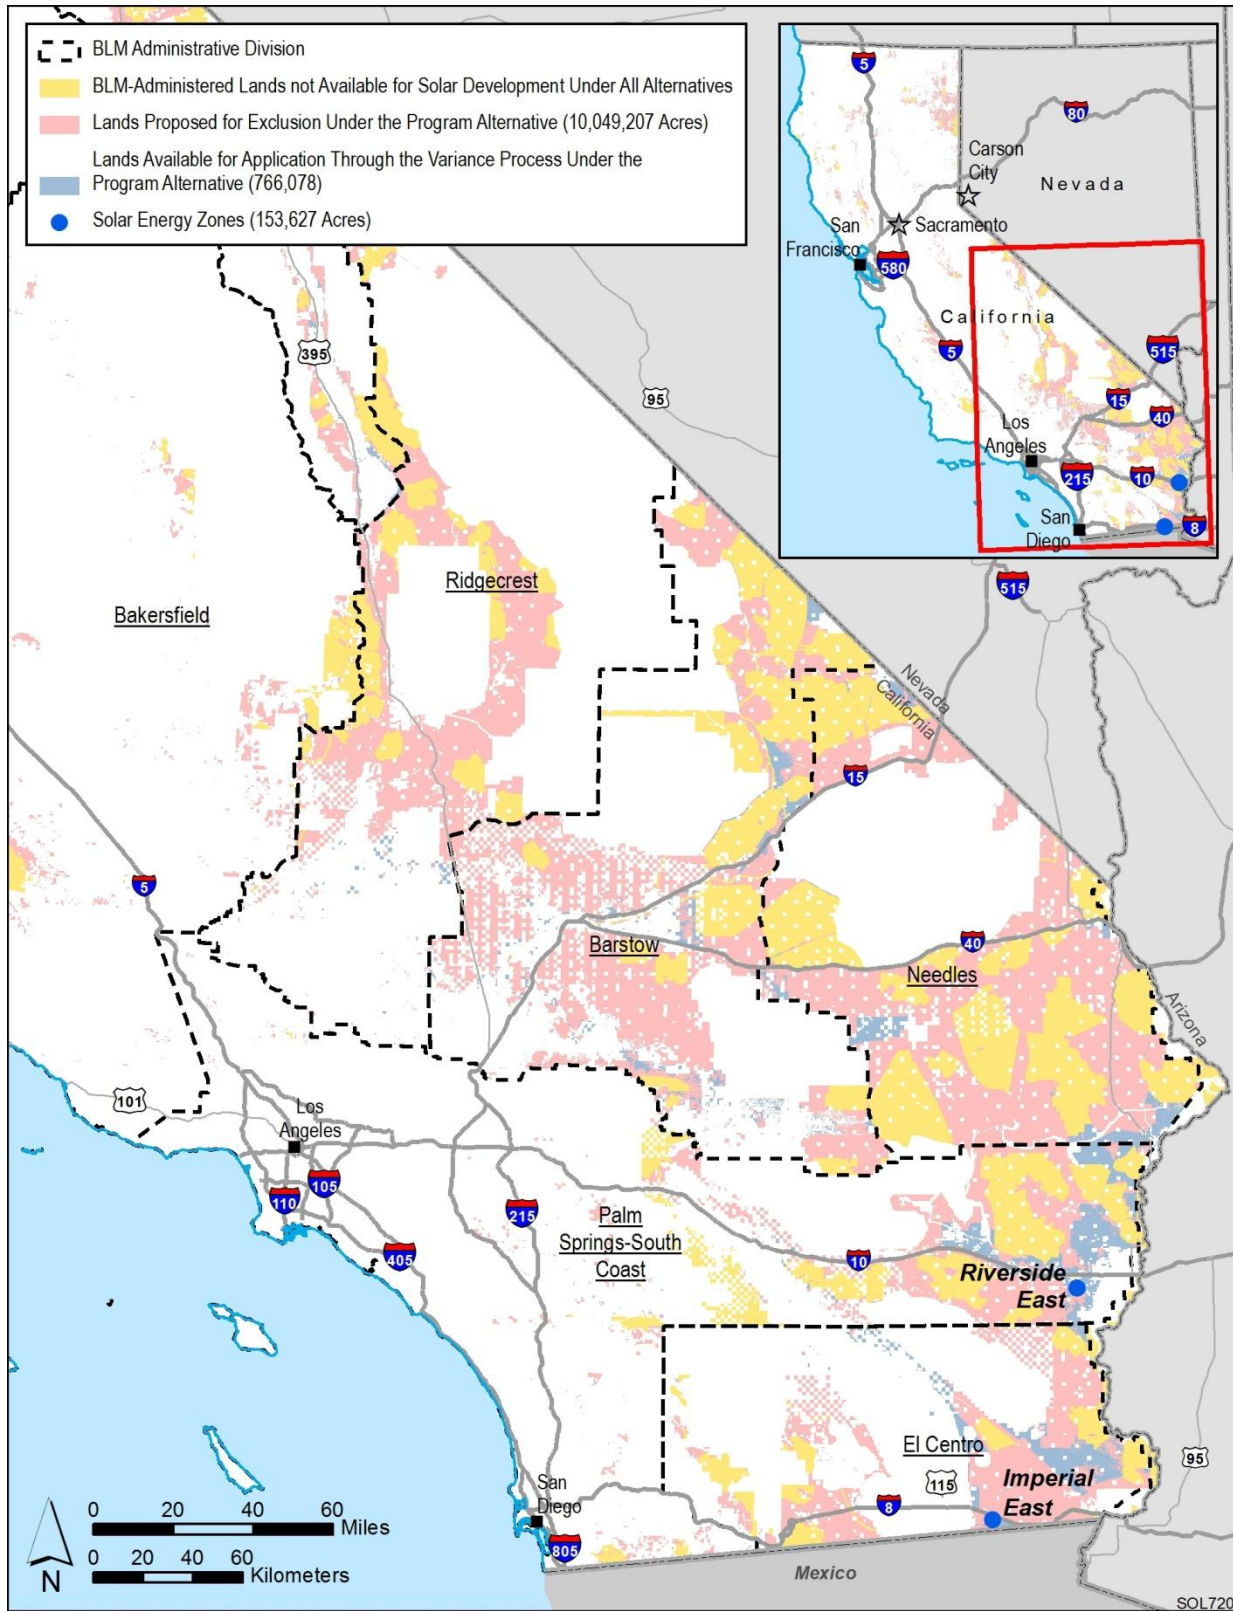 BLM Administrative Division
BLM-Administered Lands not Available for Solar Development Under All Alternatives
Lands Proposed for Exclusion Under the Program Alternative (10,049,207 Acres)
Lands Available for Application Through the Variance Process Under the
Program Alternative (766,078)
Solar Energy Zones (153,627 Acres)
5
80
Carson
City
Nevada
San
Francisco
Sacramento
580
California
5
515
15
40
Los
Angeles
215
10
San
Diego
8
395
95
515
Ridgecrest
Bakersfield
Nevada
California
15
5
Barstow
40
Needles
Arizona
101
Los
Angeles
105
110
215
405
Palm
Springs-South
Coast
10
Riverside
East
El Centro
115
Imperial
East
8
95
San
Diego
805
0 20 40 60
Miles
0 20 40 60
Kilometers
N
Mexico
SOL720